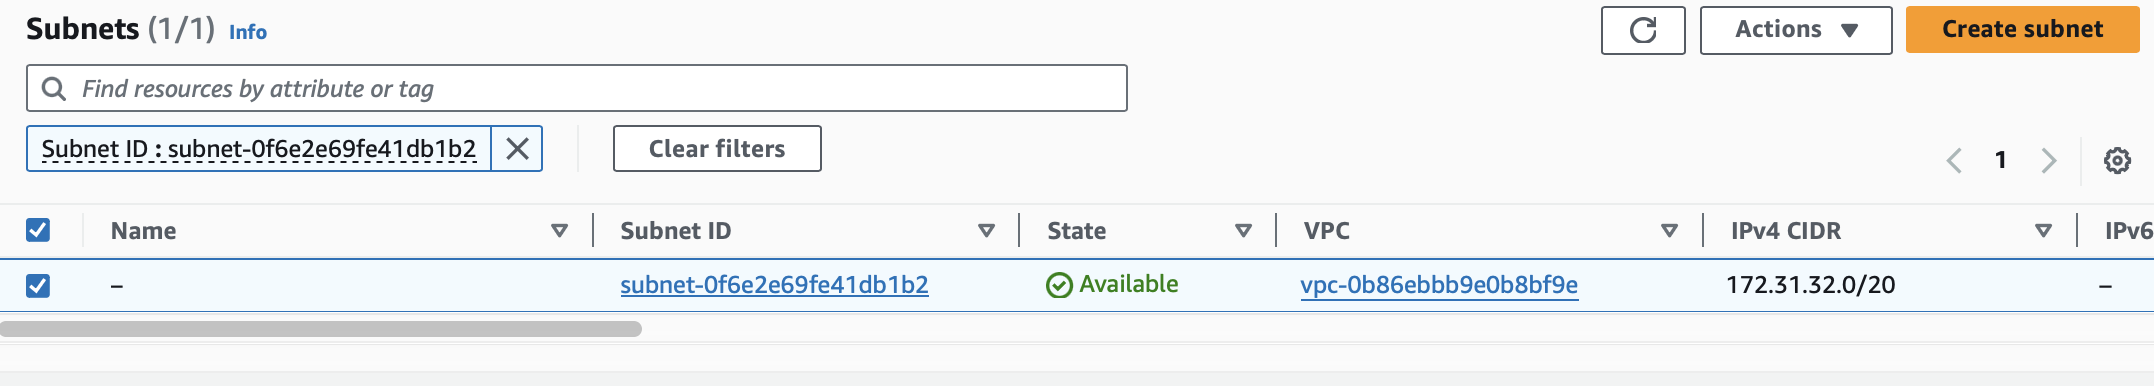 Subnets (1/1) Info
Actions
Create subnet
Find resources by attribute or tag
Subnet ID : subnet-0f6e2e69fe41db1b2
Clear filters
1
Name Subnet ID State VPC IPv4 CIDR IPv6
– subnet-0f6e2e69fe41db1b2 Available vpc-0b86ebbb9e0b8bf9e 172.31.32.0/20 –